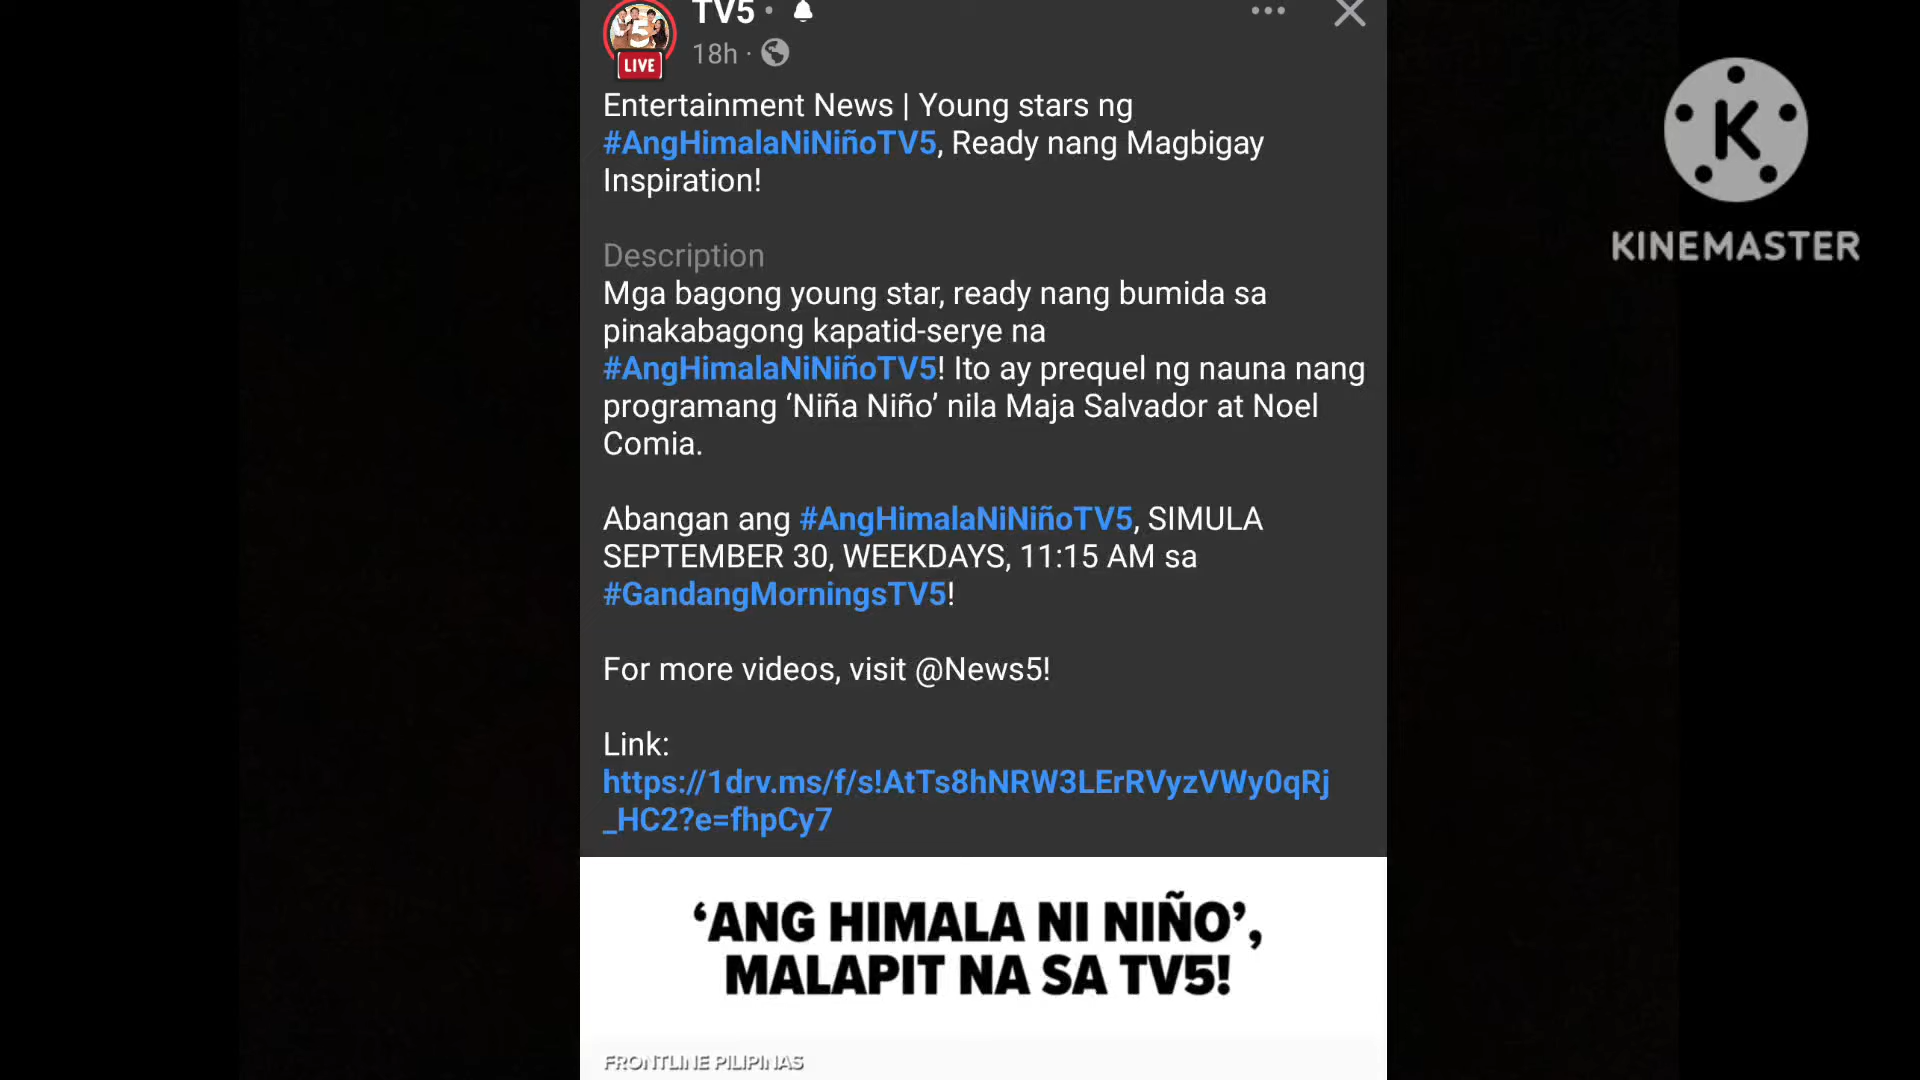 TV5 ·
LIVE
18h ·
Entertainment News | Young stars ng
#AngHimalaNiNiñoTV5, Ready nang Magbigay
Inspiration!
Description
Mga bagong young star, ready nang bumida sa
pinakabagong kapatid-serye na
#AngHimalaNiNiñoTV5! Ito ay prequel ng nauna nang
programang ‘Niña Niño’ nila Maja Salvador at Noel
Comia.
Abangan ang #AngHimalaNiNiñoTV5, SIMULA
SEPTEMBER 30, WEEKDAYS, 11:15 AM sa
#GandangMorningsTV5!
For more videos, visit @News5!
Link:
https://1drv.ms/f/s!AtTs8hNRW3LErRVyzVWy0qRj
_HC2?e=fhpCy7
‘ANG HIMALA NI NIÑO’,
MALAPIT NA SA TV5!
FRONTLINE PILIPINAS
K
KINEMASTER